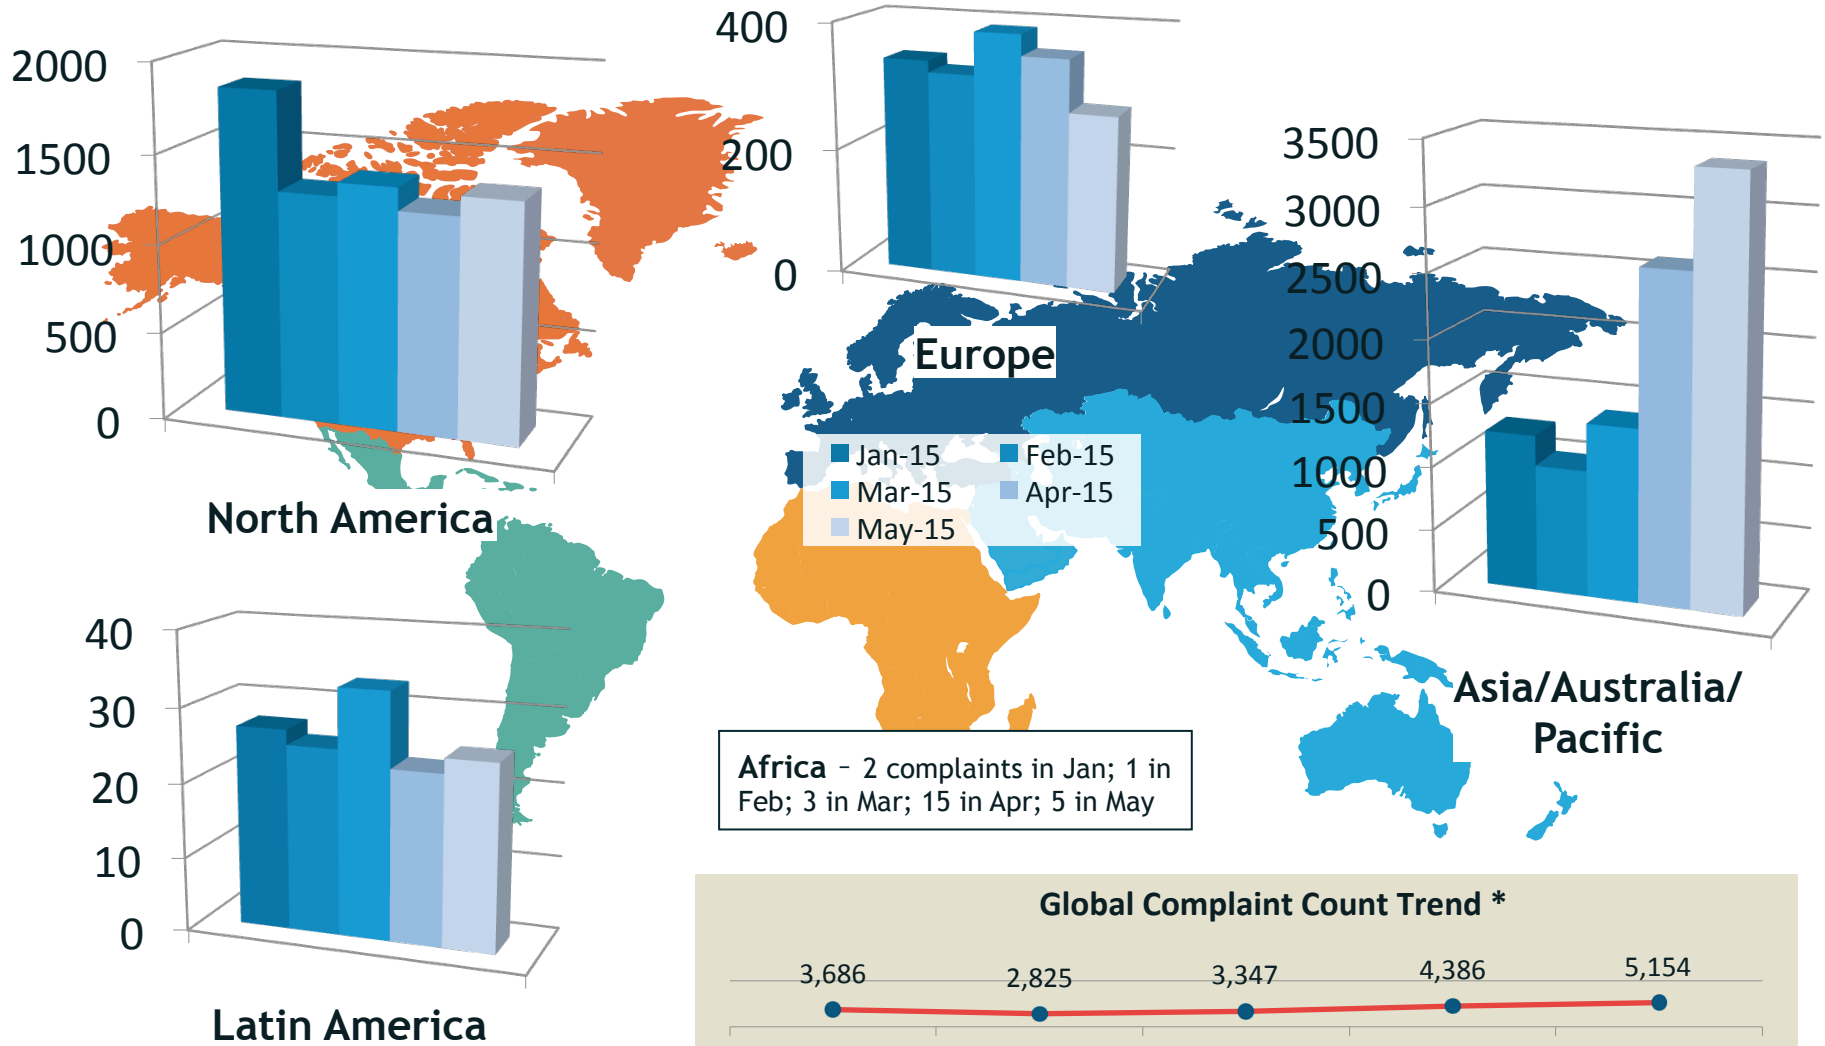 2000
1500
1000
500
0
North America
400
200
0
Europe
3500
3000
2500
2000
1500
1000
500
0
Asia/Australia/
Pacific
Jan-15 Feb-15
Mar-15 Apr-15
May-15
40
30
20
10
0
Latin America
Africa – 2 complaints in Jan; 1 in
Feb; 3 in Mar; 15 in Apr; 5 in May
Global Complaint Count Trend *
3,686 2,825 3,347 4,386 5,154